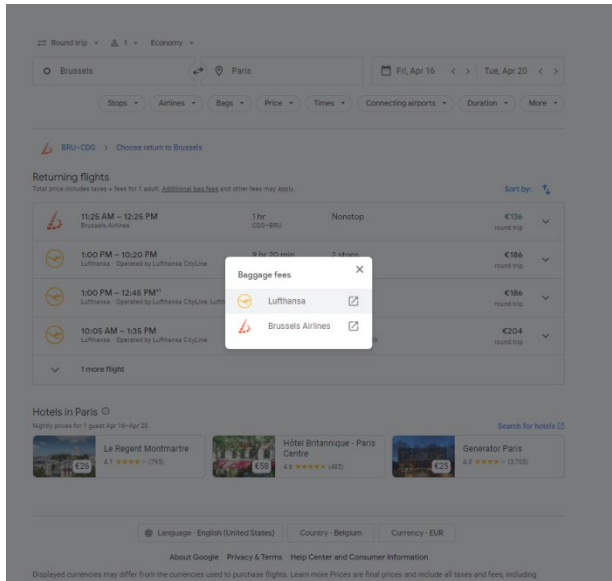 Round trip 1 Economy
Brussels Paris Fri, Apr 16 Tue, Apr 20
Stops Airlines Bags Price Times Connecting airports Duration More
BRU–CDG Choose return to Brussels
Returning flights
Total price includes taxes + fees for 1 adult. Additional bag fees and other fees may apply. Sort by:
11:25 AM – 12:25 PM 1 hr Nonstop €136
Brussels Airlines CDG–BRU round trip
1:00 PM – 10:20 PM 9 hr 20 min 2 stops €186
Lufthansa · Operated by Lufthansa CityLine round trip
Baggage fees
Lufthansa
Brussels Airlines
1:00 PM – 12:45 PM+1 €186
Lufthansa · Operated by Lufthansa CityLine, Lufth round trip
10:05 AM – 1:35 PM €204
Lufthansa · Operated by Lufthansa CityLine round trip
1 more flight
Hotels in Paris
Nightly prices for 1 guest Apr 16–Apr 20 Search for hotels
Le Regent Montmartre
€26 4.1 (765)
Hôtel Britannique - Paris
Centre
€58 4.6 (483)
Generator Paris
€25 4.0 (3,703)
Language · English (United States) Country · Belgium Currency · EUR
About Google Privacy & Terms Help Center and Consumer Information
Displayed currencies may differ from the currencies used to purchase flights. Learn more Prices are final prices and include all taxes and fees, including